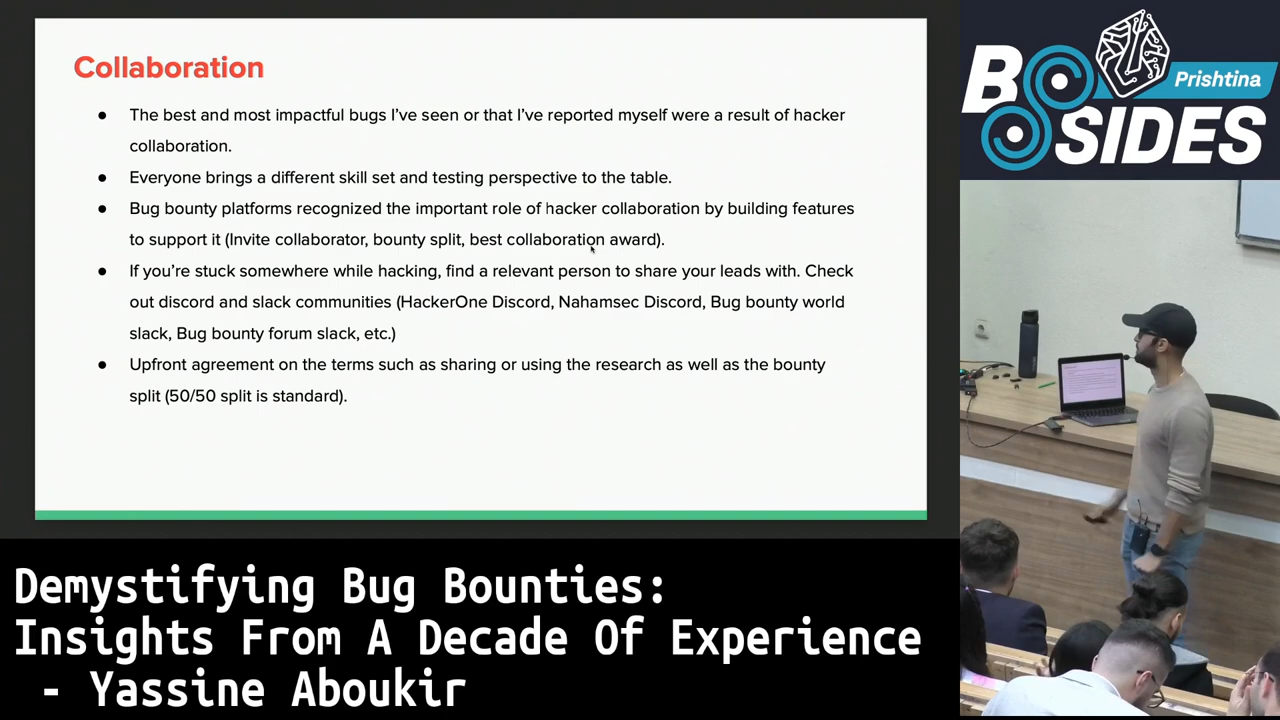 Collaboration
● The best and most impactful bugs I've seen or that I've reported myself were a result of hacker
collaboration.
● Everyone brings a different skill set and testing perspective to the table.
● Bug bounty platforms recognized the important role of hacker collaboration by building features
to support it (Invite collaborator, bounty split, best collaboration award).
● If you're stuck somewhere while hacking, find a relevant person to share your leads with. Check
out discord and slack communities (HackerOne Discord, Nahamsec Discord, Bug bounty world
slack, Bug bounty forum slack, etc.)
● Upfront agreement on the terms such as sharing or using the research as well as the bounty
split (50/50 split is standard).
BSIDES
Prishtina
Demystifying Bug Bounties:
Insights From A Decade Of Experience
- Yassine Aboukir